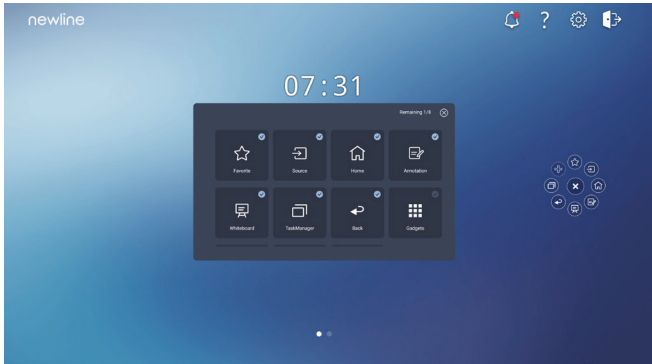 newline
?
07:31
Remaining 1/8
Favorite
Source
Home
Annotation
Whiteboard
TaskManager
Back
Gadgets